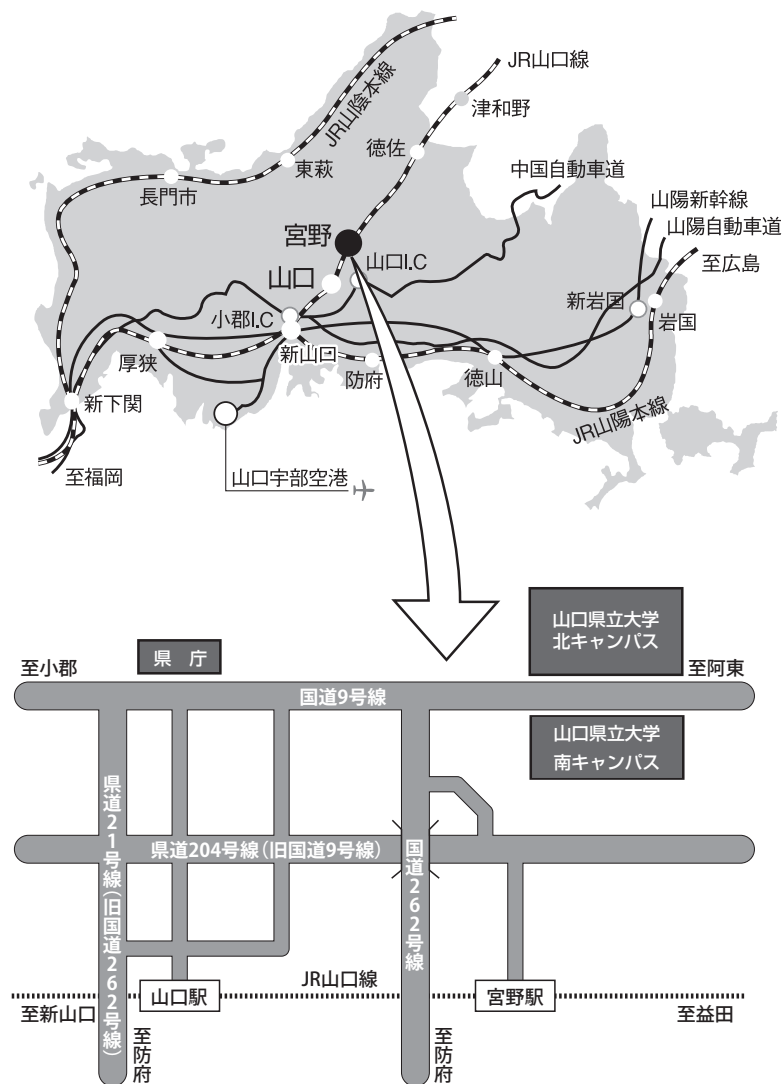 JR山口線
津和野
JR山陰本線
徳佐
東萩
中国自動車道
長門市
山陽新幹線
山陽自動車道
宮野
至広島
山口I.C
山口
新岩国
小郡I.C
岩国
新山口
厚狭
防府
徳山
新下関
JR山陽本線
至福岡
山口宇部空港
山口県立大学
北キャンパス
県 庁
至小郡
至阿東
国道9号線
山口県立大学
南キャンパス
県道21号線(旧国道262号線)
県道204号線(旧国道9号線)
国道262号線
JR山口線
山口駅
宮野駅
至新山口
至益田
至防府
至防府